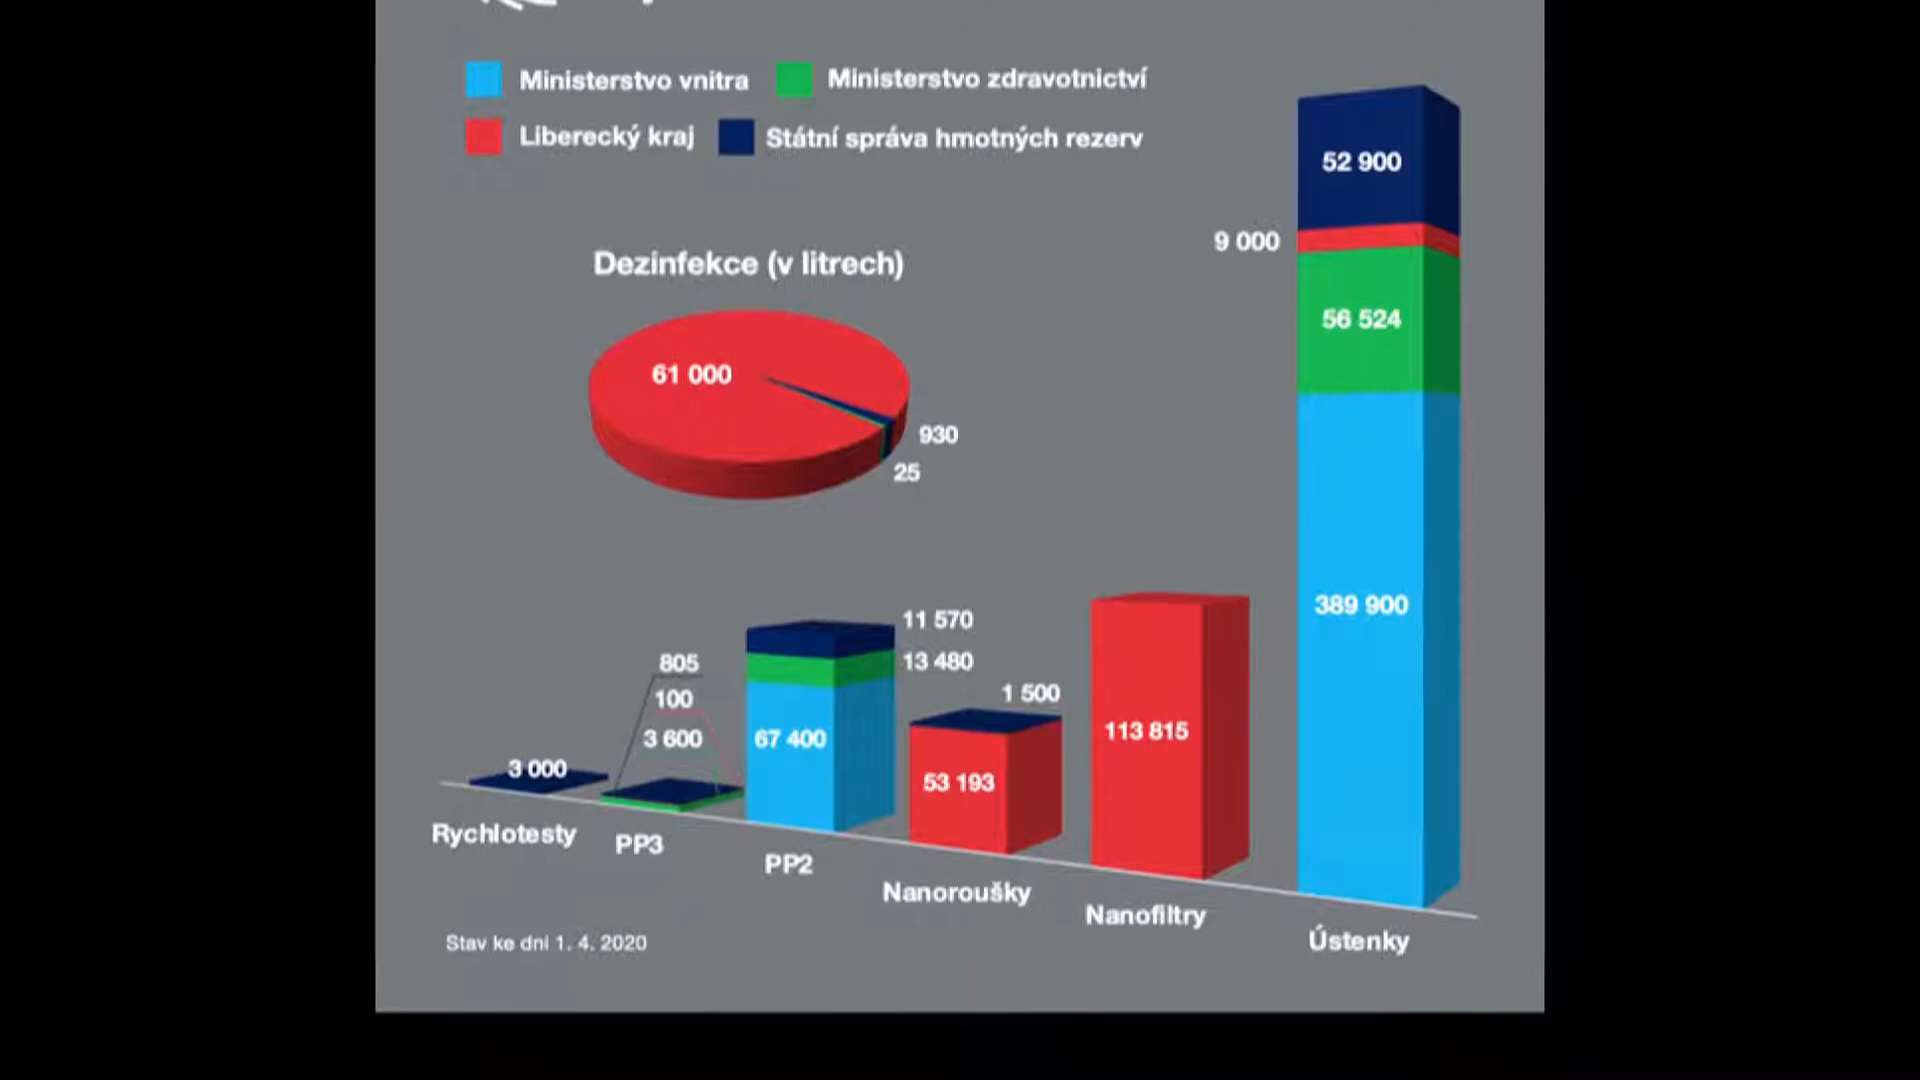 Ministerstvo vnitra
Ministerstvo zdravotnictví
Liberecký kraj
Státní správa hmotných rezerv
52 900
9 000
Dezinfekce (v litrech)
56 524
61 000
930
25
389 900
11 570
805
13 480
1 500
100
3 600
67 400
113 815
3 000
53 193
Rychlotesty
PP3
PP2
Nanoroušky
Nanofiltry
Ústenky
Stav ke dni 1. 4. 2020